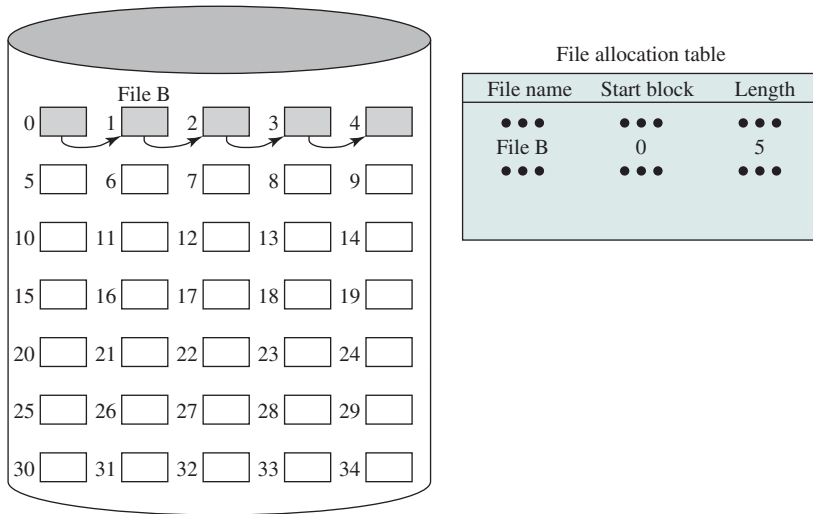 File allocation table
File name Start block Length
••• ••• •••
File B 0 5
••• ••• •••
File B
0 1 2 3 4
5 6 7 8 9
10 11 12 13 14
15 16 17 18 19
20 21 22 23 24
25 26 27 28 29
30 31 32 33 34